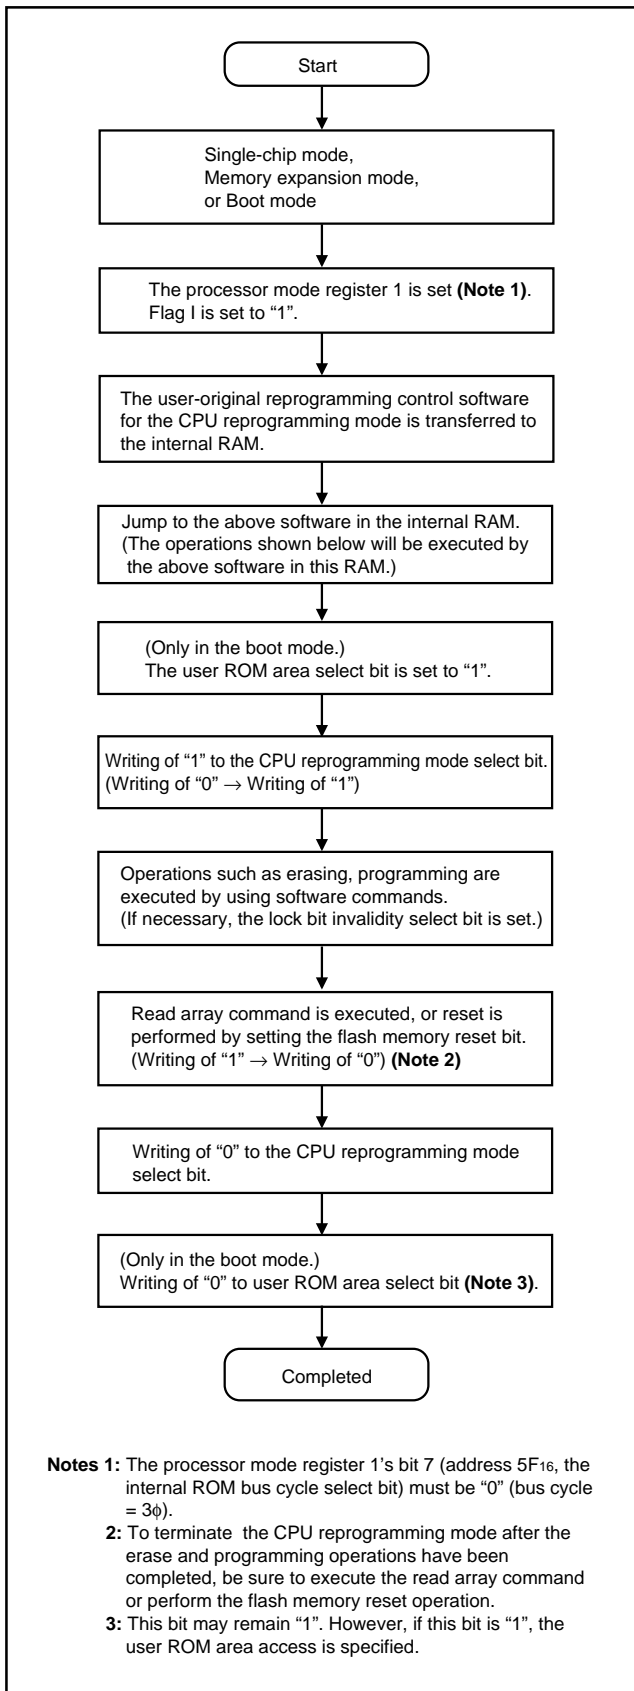 Start
Single-chip mode,
Memory expansion mode,
or Boot mode
The processor mode register 1 is set (Note 1).
Flag I is set to “1”.
The user-original reprogramming control software
for the CPU reprogramming mode is transferred to
the internal RAM.
Jump to the above software in the internal RAM.
(The operations shown below will be executed by
the above software in this RAM.)
(Only in the boot mode.)
The user ROM area select bit is set to “1”.
Writing of “1” to the CPU reprogramming mode select bit.
(Writing of “0” → Writing of “1”)
Operations such as erasing, programming are
executed by using software commands.
(If necessary, the lock bit invalidity select bit is set.)
Read array command is executed, or reset is
performed by setting the flash memory reset bit.
(Writing of “1” → Writing of “0”) (Note 2)
Writing of “0” to the CPU reprogramming mode
select bit.
(Only in the boot mode.)
Writing of “0” to user ROM area select bit (Note 3).
Completed
Notes 1: The processor mode register 1’s bit 7 (address 5F16, the
internal ROM bus cycle select bit) must be “0” (bus cycle
= 3ϕ).
2: To terminate the CPU reprogramming mode after the
erase and programming operations have been
completed, be sure to execute the read array command
or perform the flash memory reset operation.
3: This bit may remain “1”. However, if this bit is “1”, the
user ROM area access is specified.